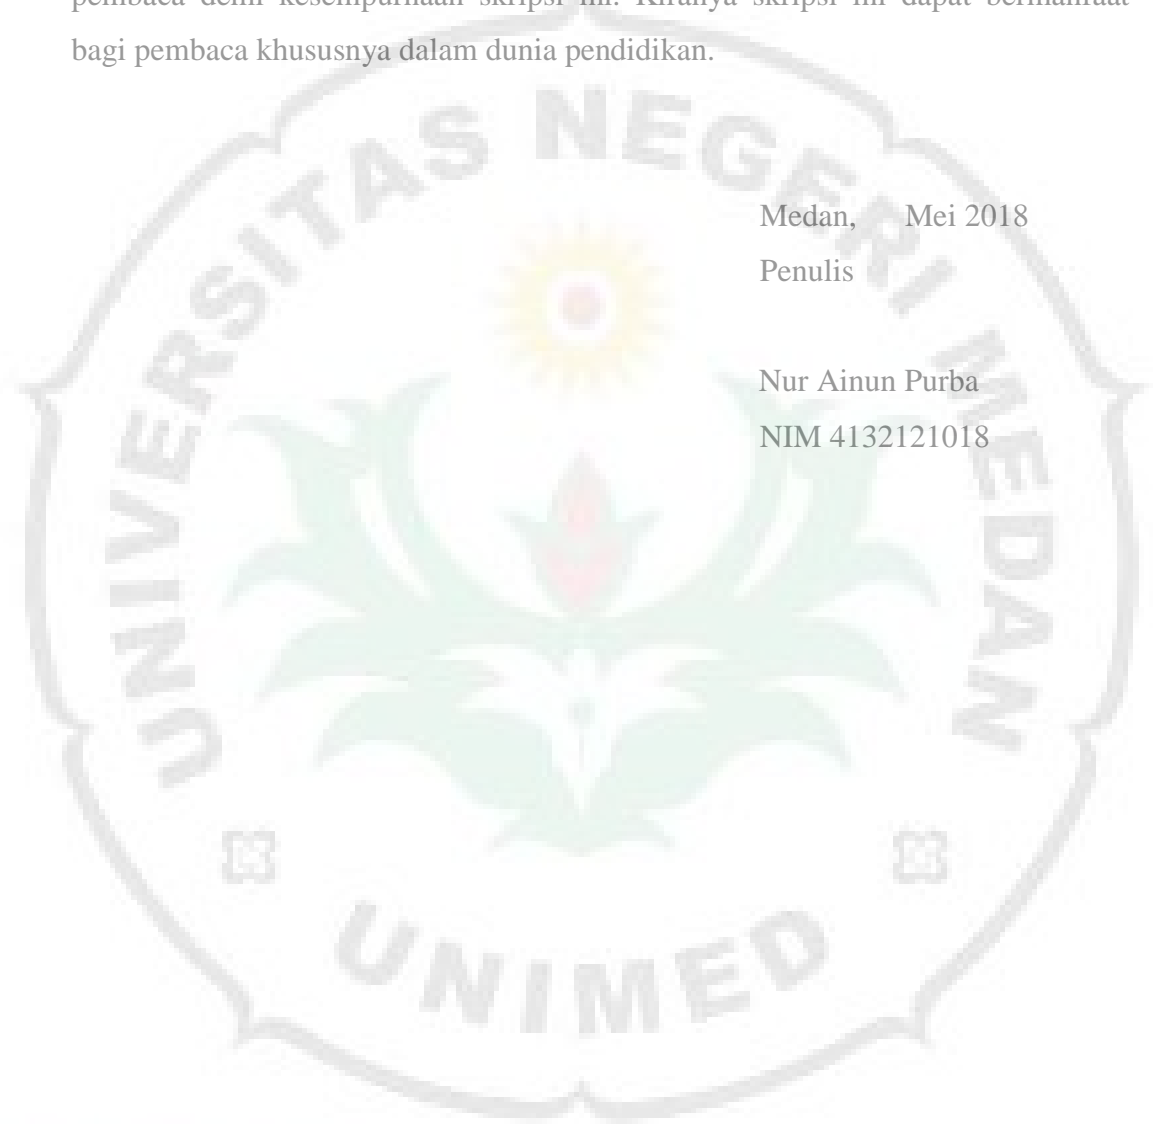 pembaca demi kesempurnaan skripsi ini. Kiranya skripsi ini dapat bermanfaat
bagi pembaca khususnya dalam dunia pendidikan.
UNIVERSITAS NEGERI MEDAN
Medan, Mei 2018
Penulis
Nur Ainun Purba
NIM 4132121018
UNIMED